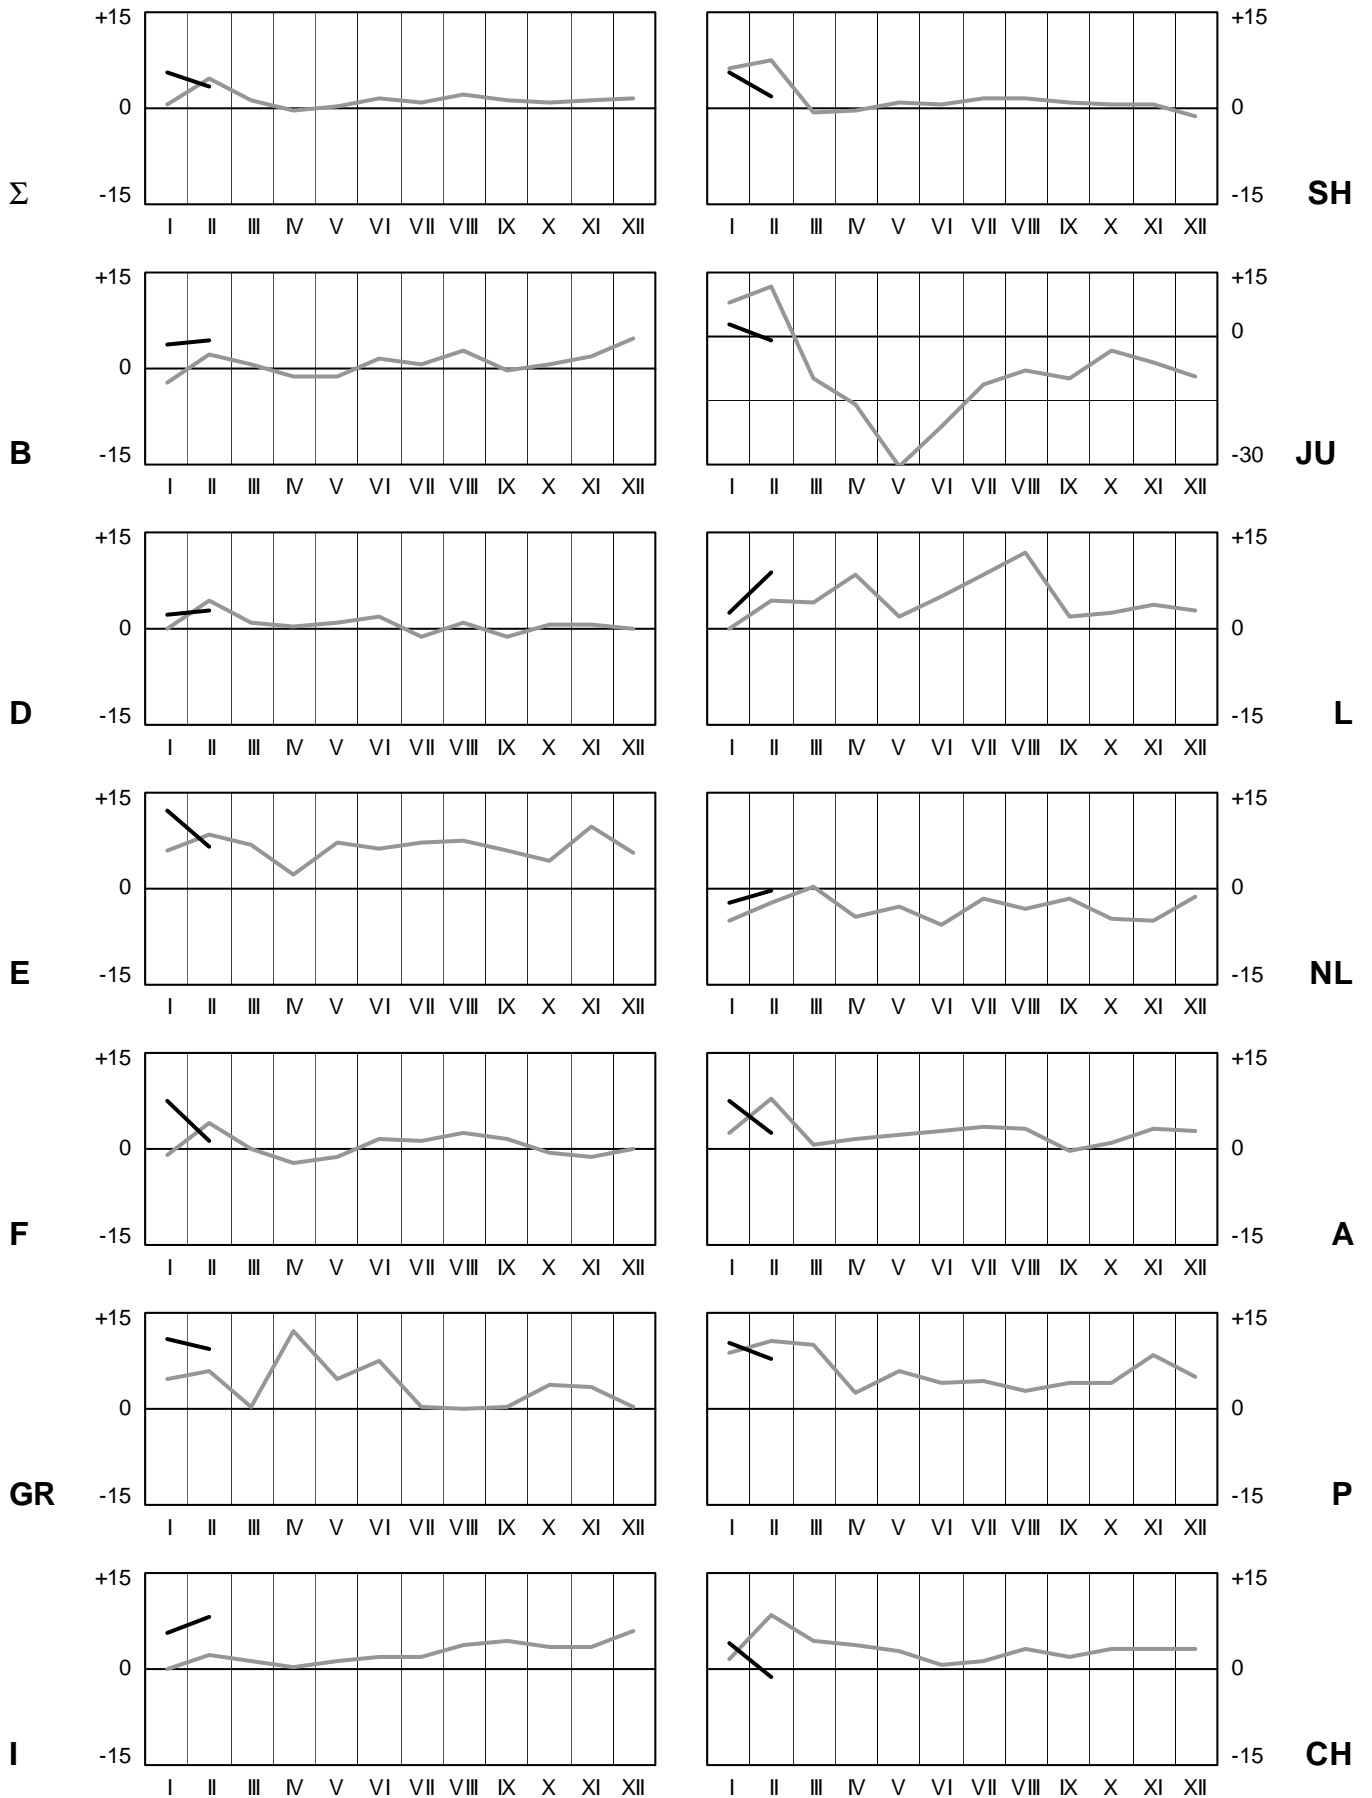 +15 +15
0 0
Σ -15 -15 SH
I II III IV V VI VII VIII IX X XI XII I II III IV V VI VII VIII IX X XI XII
+15 +15
0 0
B -15 -30 JU
I II III IV V VI VII VIII IX X XI XII I II III IV V VI VII VIII IX X XI XII
+15 +15
0 0
D -15 -15 L
I II III IV V VI VII VIII IX X XI XII I II III IV V VI VII VIII IX X XI XII
+15 +15
0 0
E -15 -15 NL
I II III IV V VI VII VIII IX X XI XII I II III IV V VI VII VIII IX X XI XII
+15 +15
0 0
F -15 -15 A
I II III IV V VI VII VIII IX X XI XII I II III IV V VI VII VIII IX X XI XII
+15 +15
0 0
GR -15 -15 P
I II III IV V VI VII VIII IX X XI XII I II III IV V VI VII VIII IX X XI XII
+15 +15
0 0
I -15 -15 CH
I II III IV V VI VII VIII IX X XI XII I II III IV V VI VII VIII IX X XI XII